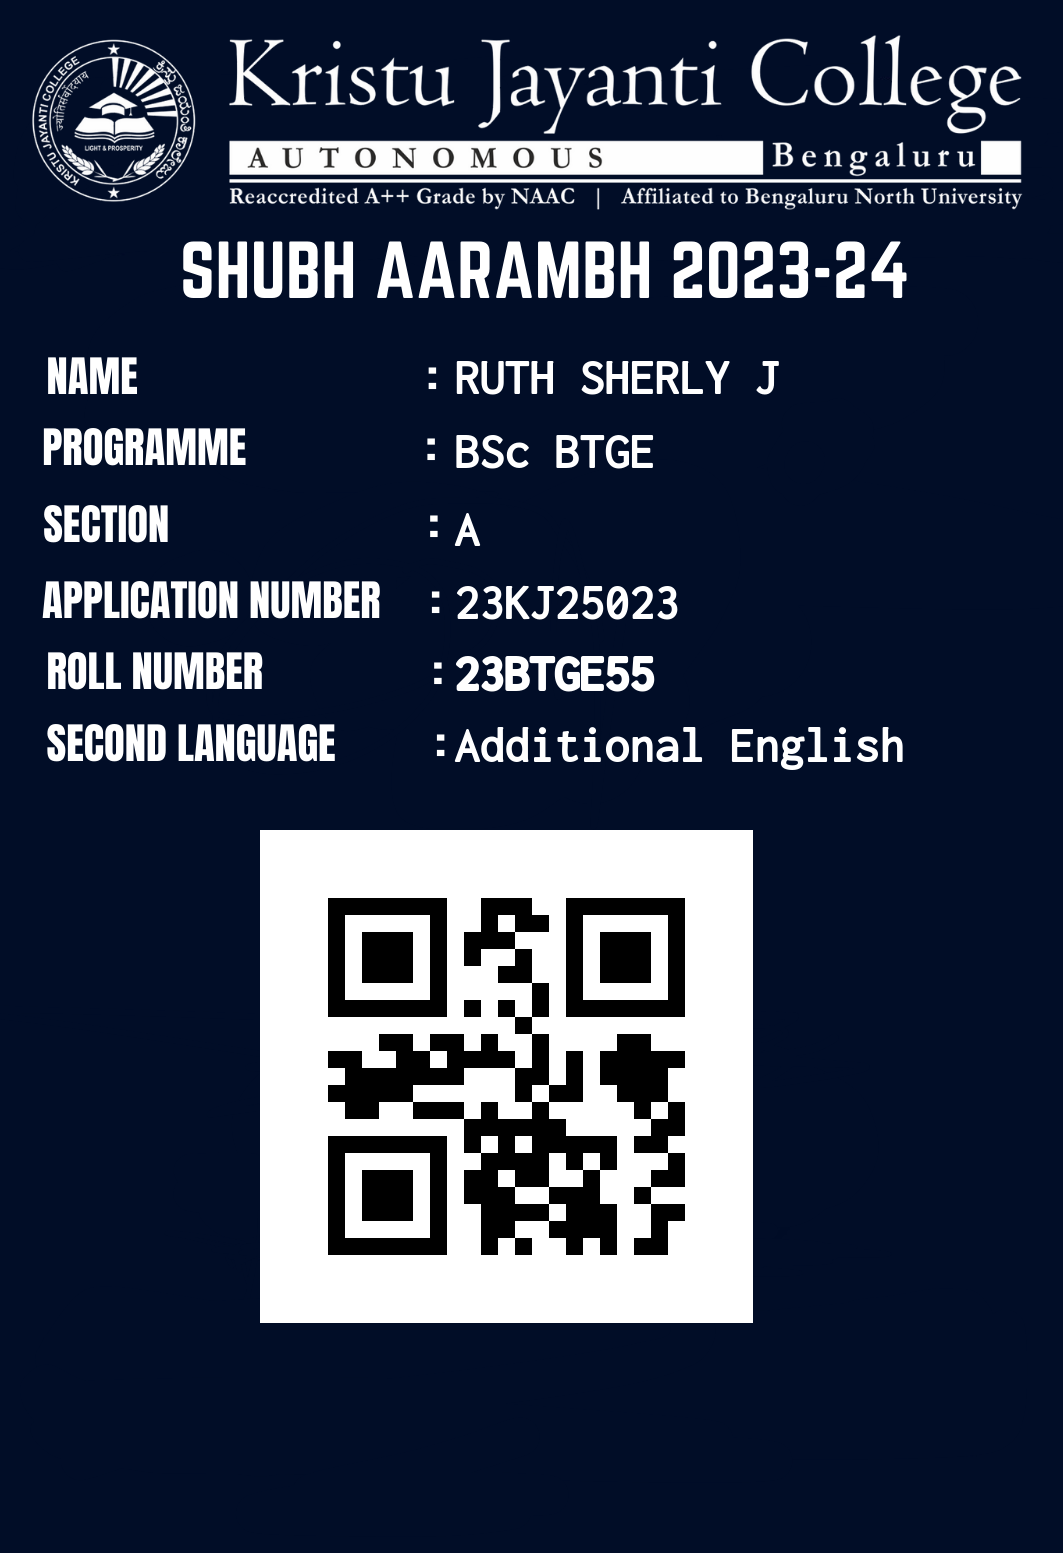 KRISTU JAYANTI COLLEGE
ಕ್ರಿಸ್ತು ಜಯಂತಿ ಕಾಲೇಜು
LIGHT & PROSPERITY
Kristu Jayanti College
AUTONOMOUS Bengaluru
Reaccredited A++ Grade by NAAC | Affiliated to Bengaluru North University
SHUBH AARAMBH 2023-24
NAME : RUTH SHERLY J
PROGRAMME : BSc BTGE
SECTION : A
APPLICATION NUMBER : 23KJ25023
ROLL NUMBER : 23BTGE55
SECOND LANGUAGE : Additional English